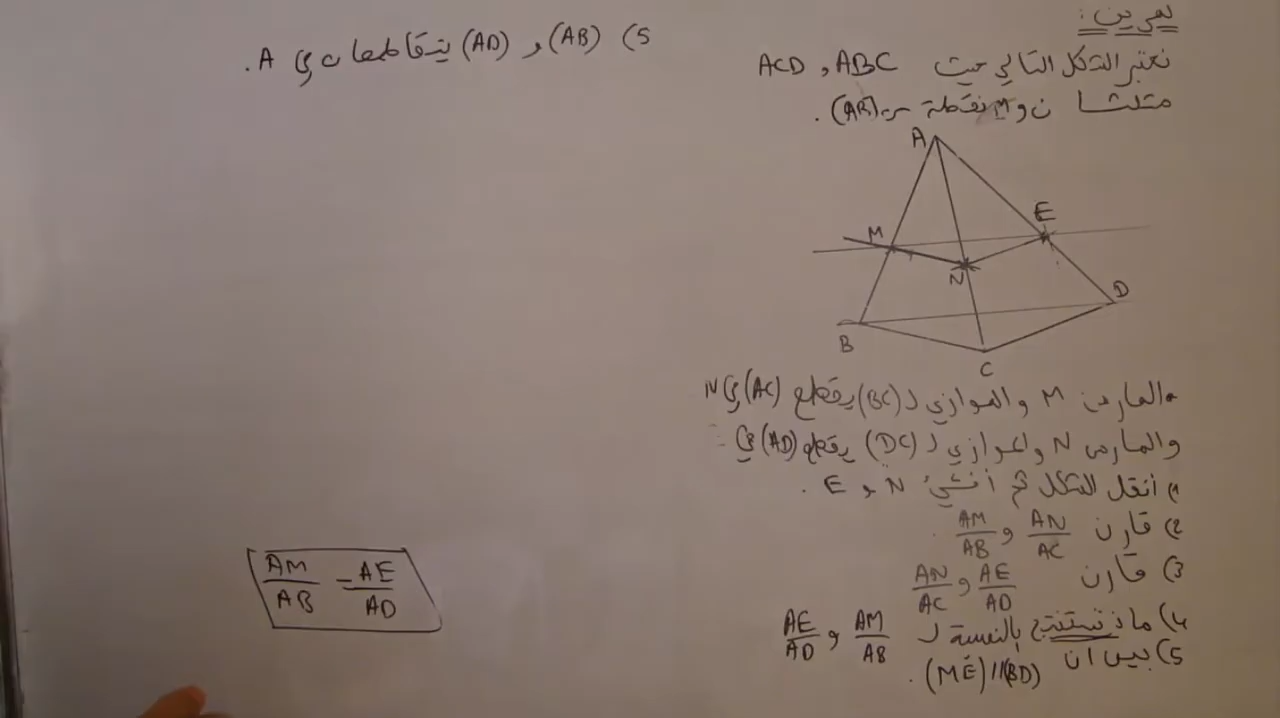 تمرين :
نعتبر الشكل التالي حيث ABC و ACD
مثلثان و M نقطة من (AB).
A
M
E
N
B
D
C
المار من M والموازي لـ (BC) يقطع (AC) في N
والمار من N والموازي لـ (DC) يقطع (AD) في
1) أنقل الشكل ثم أنشئ N و E .
2) قارن AN/AC و AM/AB .
3) قارن AE/AD و AN/AC
4) ماذا تستنتج بالنسبة لـ AM/AB و AE/AD
5) بين أن (ME)//(BD) .
5) (AB) و (AD) يتقاطعان في A .
AM/AB = AE/AD